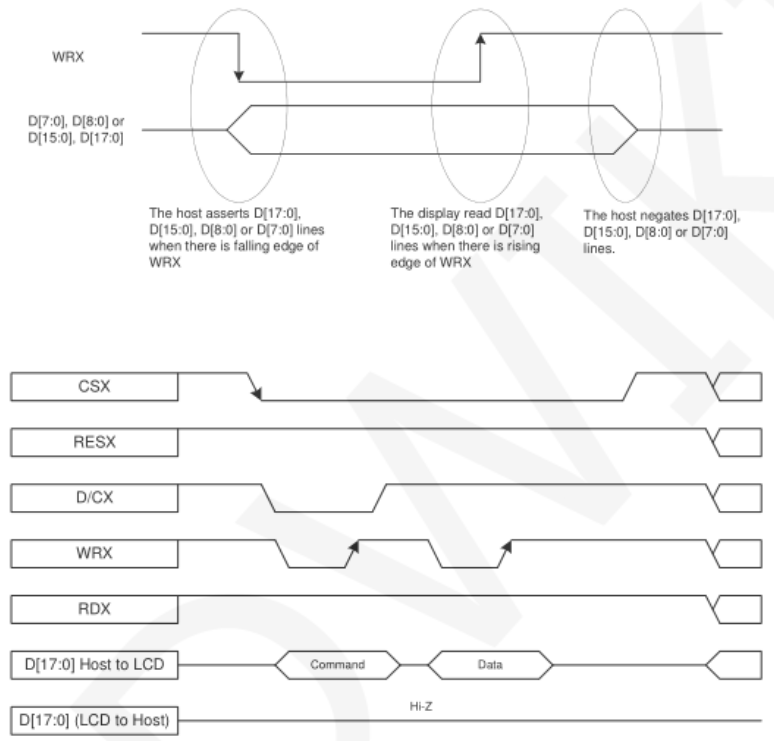 WRX
D[7:0], D[8:0] or
D[15:0], D[17:0]
The host asserts D[17:0],
D[15:0], D[8:0] or D[7:0] lines
when there is falling edge of
WRX
The display read D[17:0],
D[15:0], D[8:0] or D[7:0]
lines when there is rising
edge of WRX
The host negates D[17:0],
D[15:0], D[8:0] or D[7:0]
lines.
CSX
RESX
D/CX
WRX
RDX
D[17:0] Host to LCD
Command
Data
D[17:0] (LCD to Host)
Hi-Z